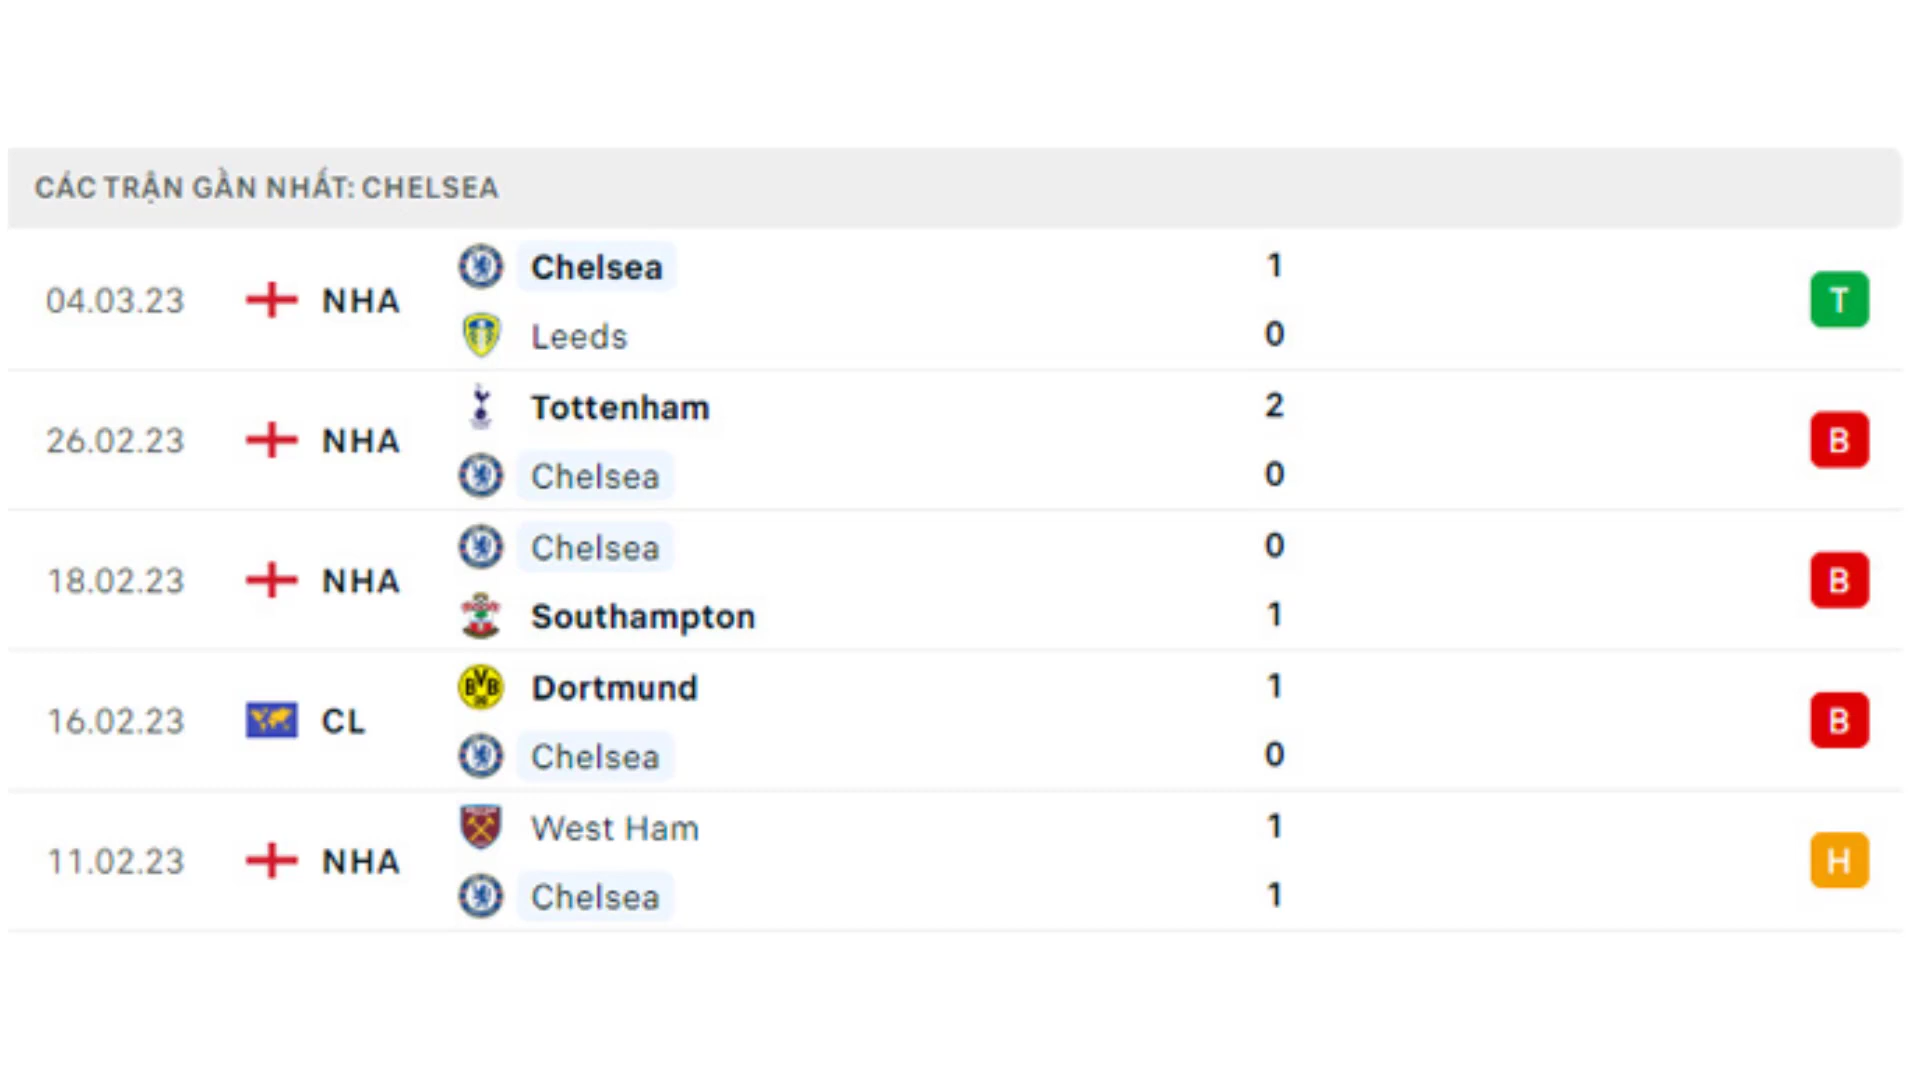 CÁC TRẬN GẦN NHẤT: CHELSEA
04.03.23 NHA Chelsea 1 T
Leeds 0
26.02.23 NHA Tottenham 2 B
Chelsea 0
18.02.23 NHA Chelsea 0 B
Southampton 1
16.02.23 CL Dortmund 1 B
BVB
Chelsea 0
11.02.23 NHA West Ham 1 H
Chelsea 1